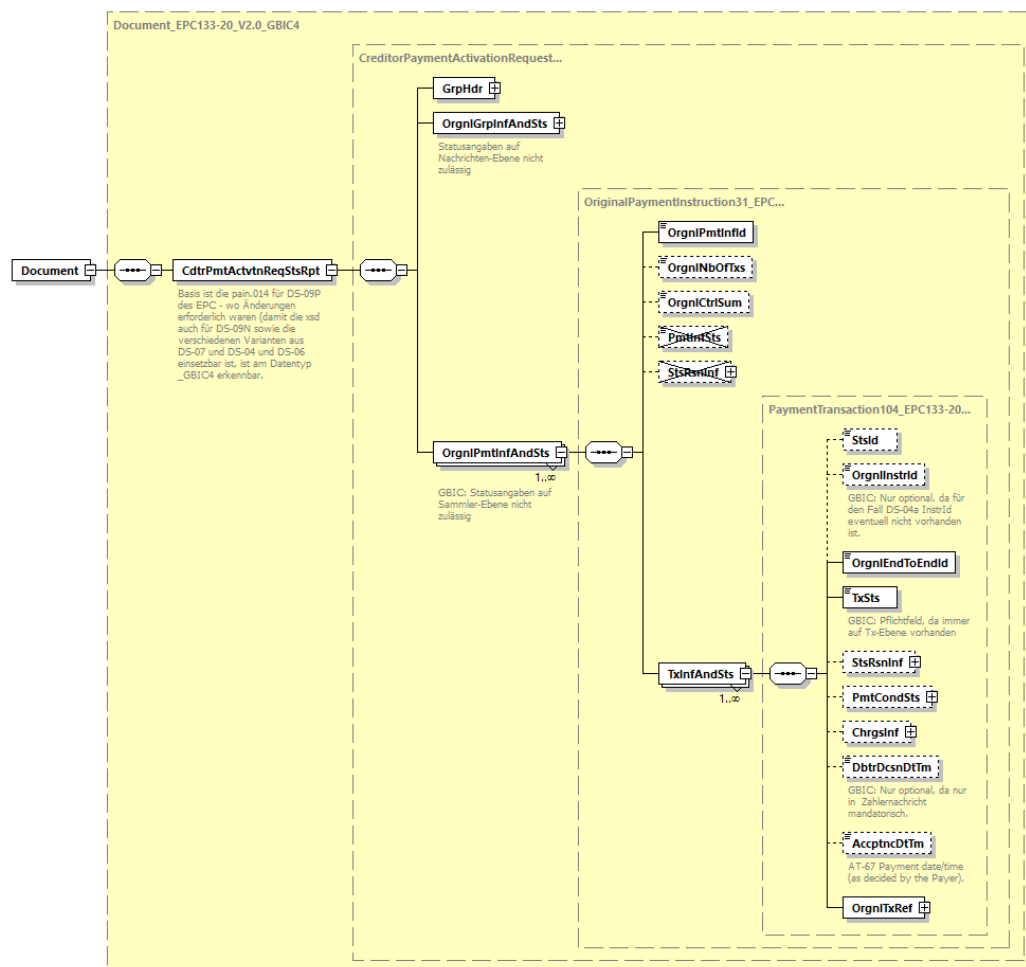 Document_EPC133-20_V2.0_GBIC4
CreditorPaymentActivationRequest...
GrpHdr
OrgnlGrpInfAndSts
Statusangaben auf
Nachrichten-Ebene nicht
zulässig
OriginalPaymentInstruction31_EPC...
OrgnlPmtInfId
OrgnlNbOfTxs
OrgnlCtrlSum
PmtInfSts
StsRsnInf
Document
CdtrPmtActvtnReqStsRpt
Basis ist die pain.014 für DS-09P
des EPC - wo Änderungen
erforderlich waren (damit die xsd
auch für DS-09N sowie die
verschiedenen Varianten aus
DS-07 und DS-04 und DS-06
einsetzbar ist, ist am Datentyp
_GBIC4 erkennbar.
OrgnlPmtInfAndSts
1..∞
GBIC: Statusangaben auf
Sammler-Ebene nicht
zulässig
PaymentTransaction104_EPC133-20...
StsId
OrgnlInstrId
GBIC: Nur optional, da für
den Fall DS-04a InstrId
eventuell nicht vorhanden
ist.
OrgnlEndToEndId
TxSts
GBIC: Pflichtfeld, da immer
auf Tx-Ebene vorhanden
TxInfAndSts
1..∞
StsRsnInf
PmtCondSts
ChrgsInf
DbtrDcsnDtTm
GBIC: Nur optional, da nur
in Zahlernachricht
mandatorisch.
AccptncDtTm
AT-67 Payment date/time
(as decided by the Payer).
OrgnlTxRef